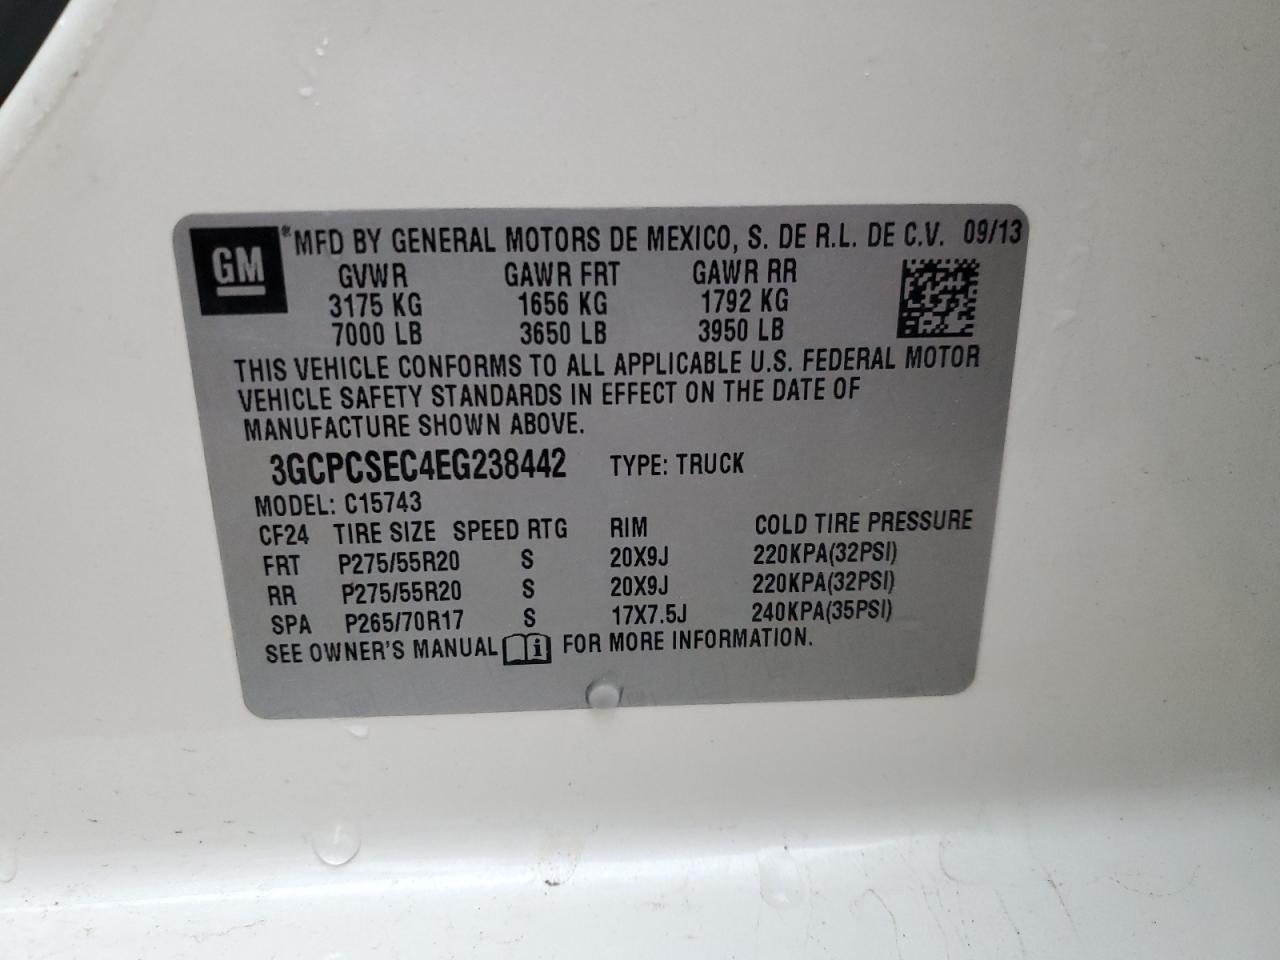 GM ® MFD BY GENERAL MOTORS DE MEXICO, S. DE R.L. DE C.V. 09/13
GVWR GAWR FRT GAWR RR
3175 KG 1656 KG 1792 KG
7000 LB 3650 LB 3950 LB
THIS VEHICLE CONFORMS TO ALL APPLICABLE U.S. FEDERAL MOTOR
VEHICLE SAFETY STANDARDS IN EFFECT ON THE DATE OF
MANUFACTURE SHOWN ABOVE.
3GCPCSEC4EG238442 TYPE: TRUCK
MODEL: C15743
CF24 TIRE SIZE SPEED RTG RIM COLD TIRE PRESSURE
FRT P275/55R20 S 20X9J 220KPA(32PSI)
RR P275/55R20 S 20X9J 220KPA(32PSI)
SPA P265/70R17 S 17X7.5J 240KPA(35PSI)
SEE OWNER'S MANUAL i FOR MORE INFORMATION.